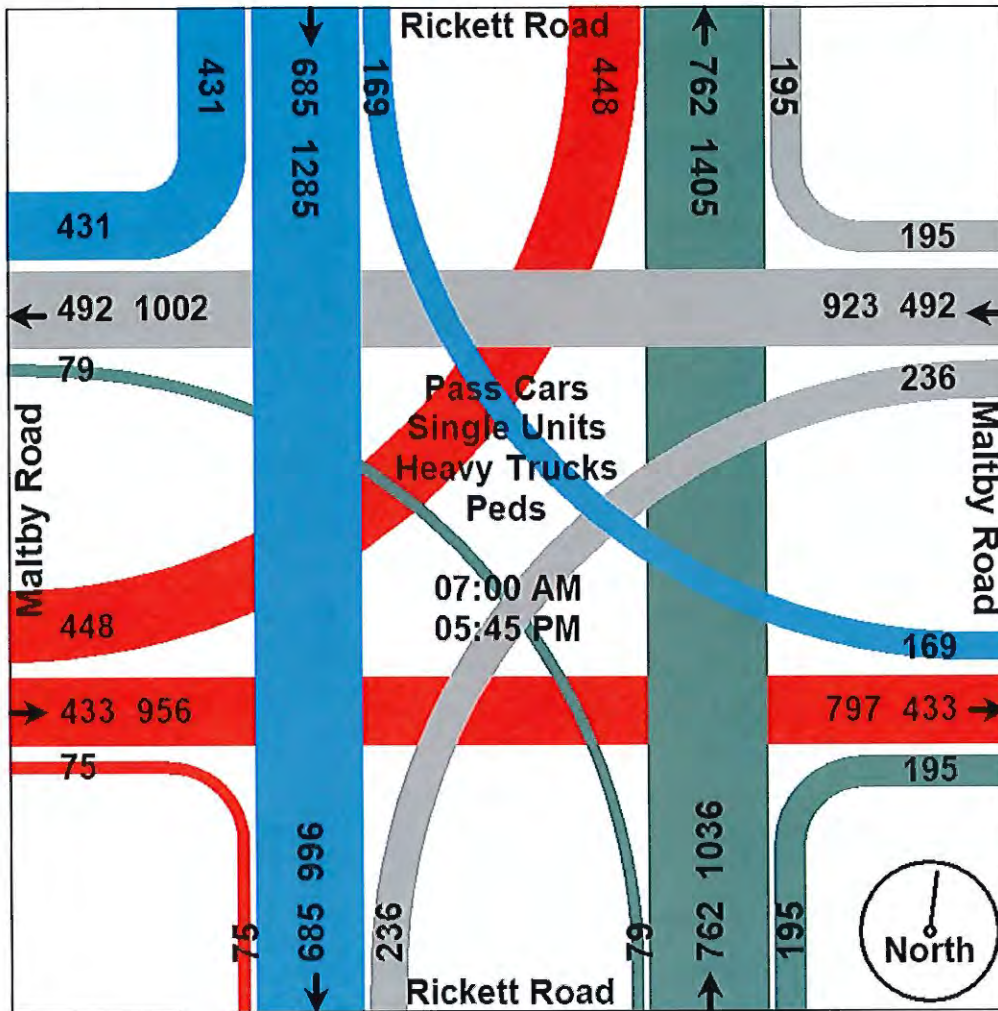 Rickett Road
431
685 1285
169
448
762 1405
195
431
195
492 1002
923 492
79
236
Pass Cars
Single Units
Heavy Trucks
Peds
Maltby Road
Maltby Road
07:00 AM
05:45 PM
448
169
433 956
797 433
75
195
75
685 996
236
79
762 1036
195
North
Rickett Road